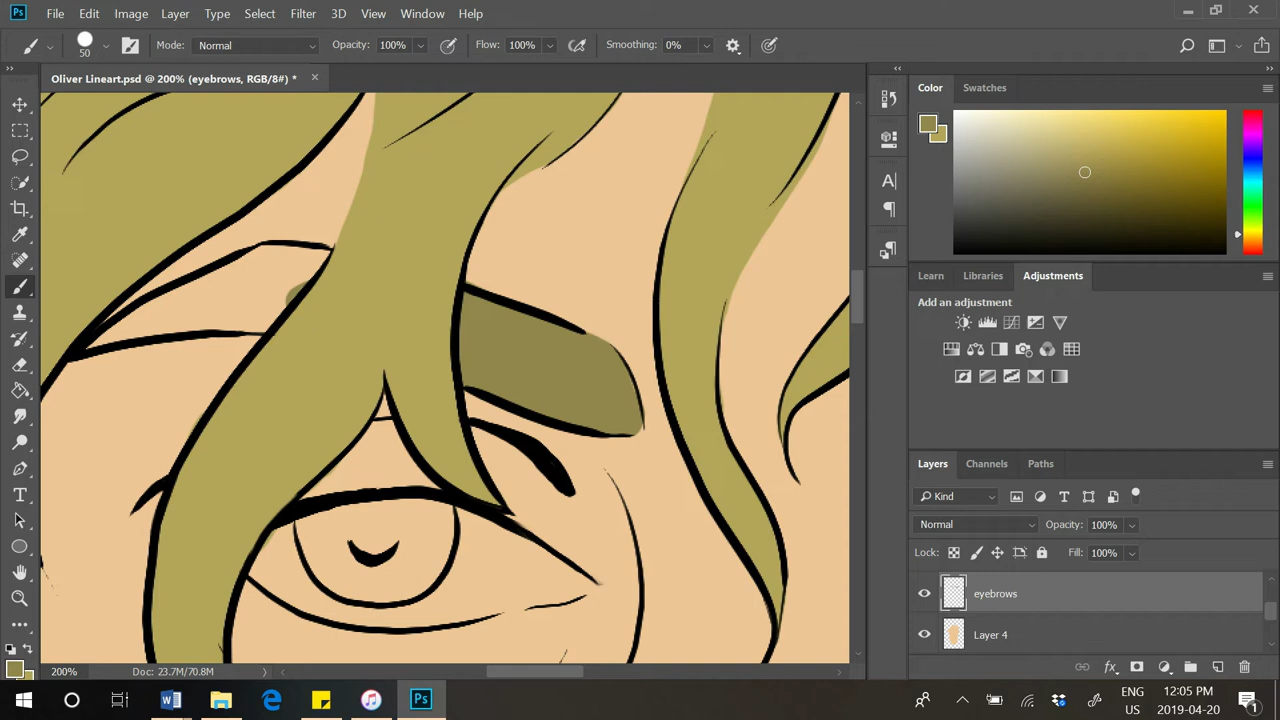 Ps File Edit Image Layer Type Select Filter 3D View Window Help
50 Mode: Normal Opacity: 100% Flow: 100% Smoothing: 0%
Oliver Lineart.psd @ 200% (eyebrows, RGB/8#) *
Color Swatches
Learn Libraries Adjustments
Add an adjustment
Layers Channels Paths
Kind
Normal Opacity: 100%
Lock: Fill: 100%
eyebrows
Layer 4
200% Doc: 23.7M/70.8M
ENG US 12:05 PM 2019-04-20 1